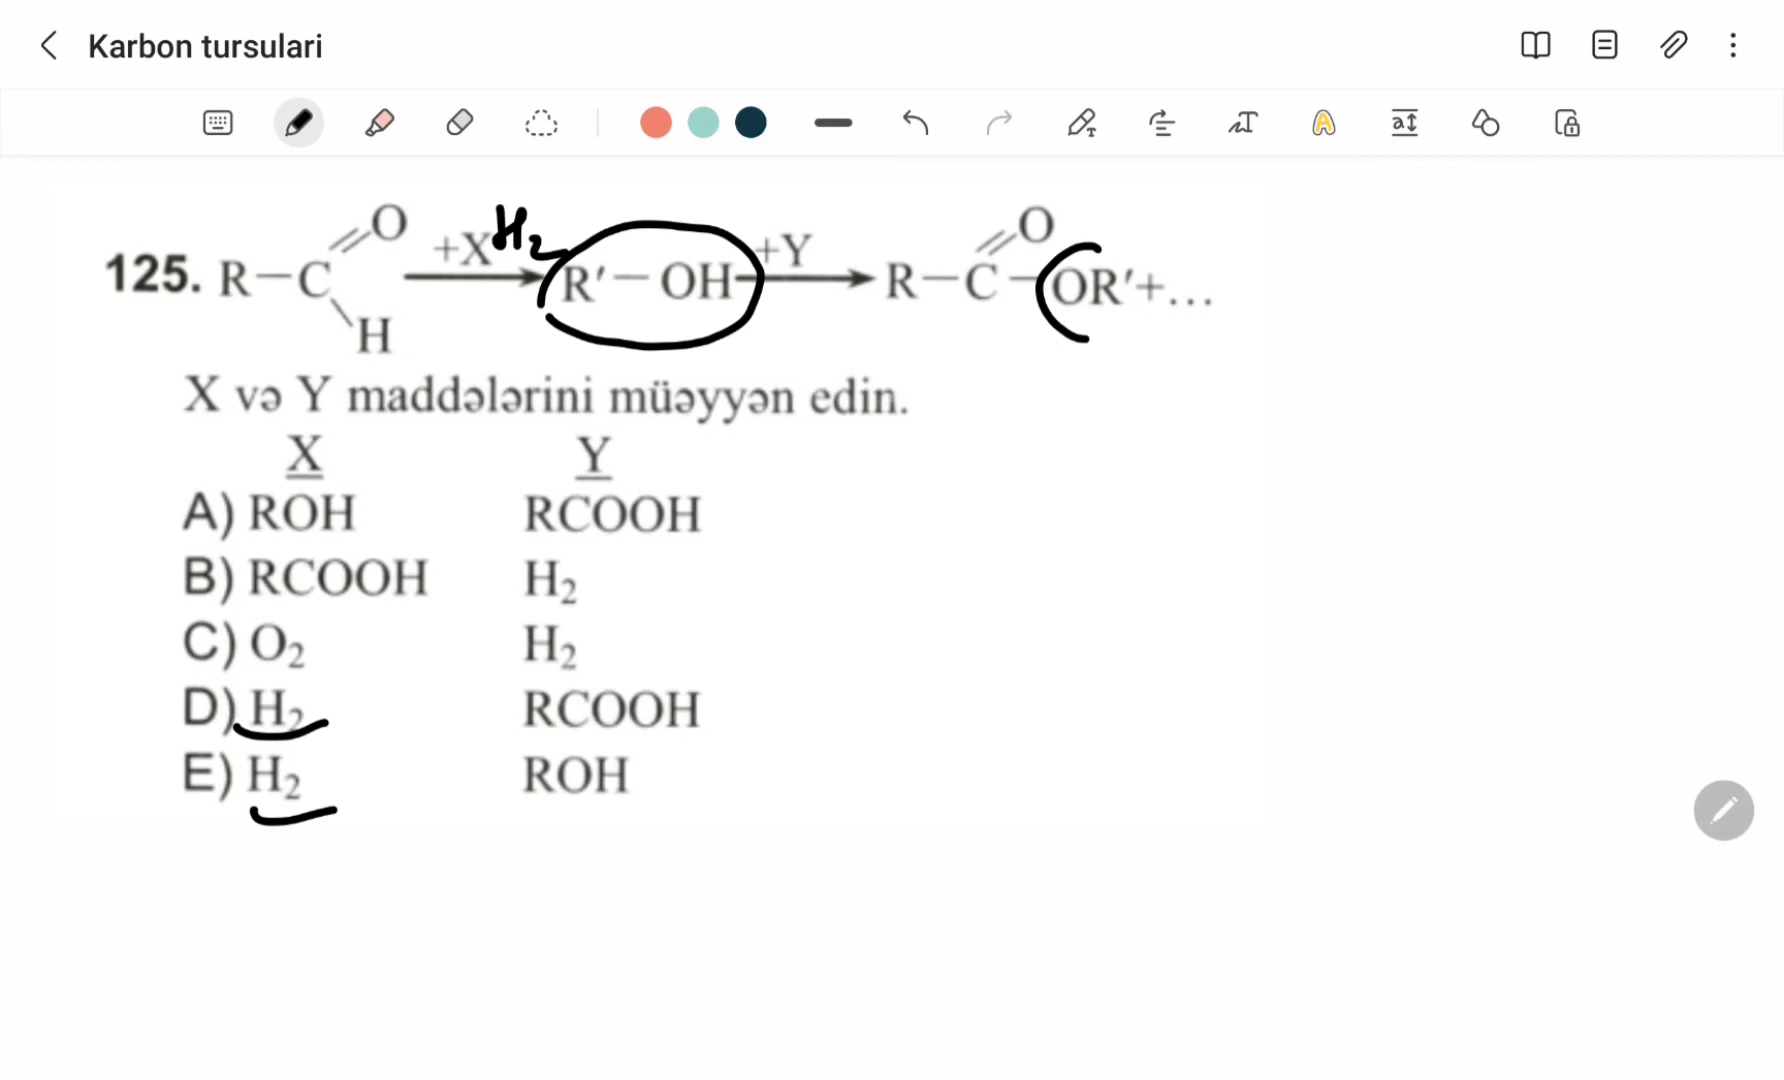 Karbon tursulari
125. R—C(=O)—H +X H₂ → R′—OH +Y → R—C(=O)—OR′+...
X və Y maddələrini müəyyən edin.
X Y
A) ROH RCOOH
B) RCOOH H₂
C) O₂ H₂
D) H₂ RCOOH
E) H₂ ROH